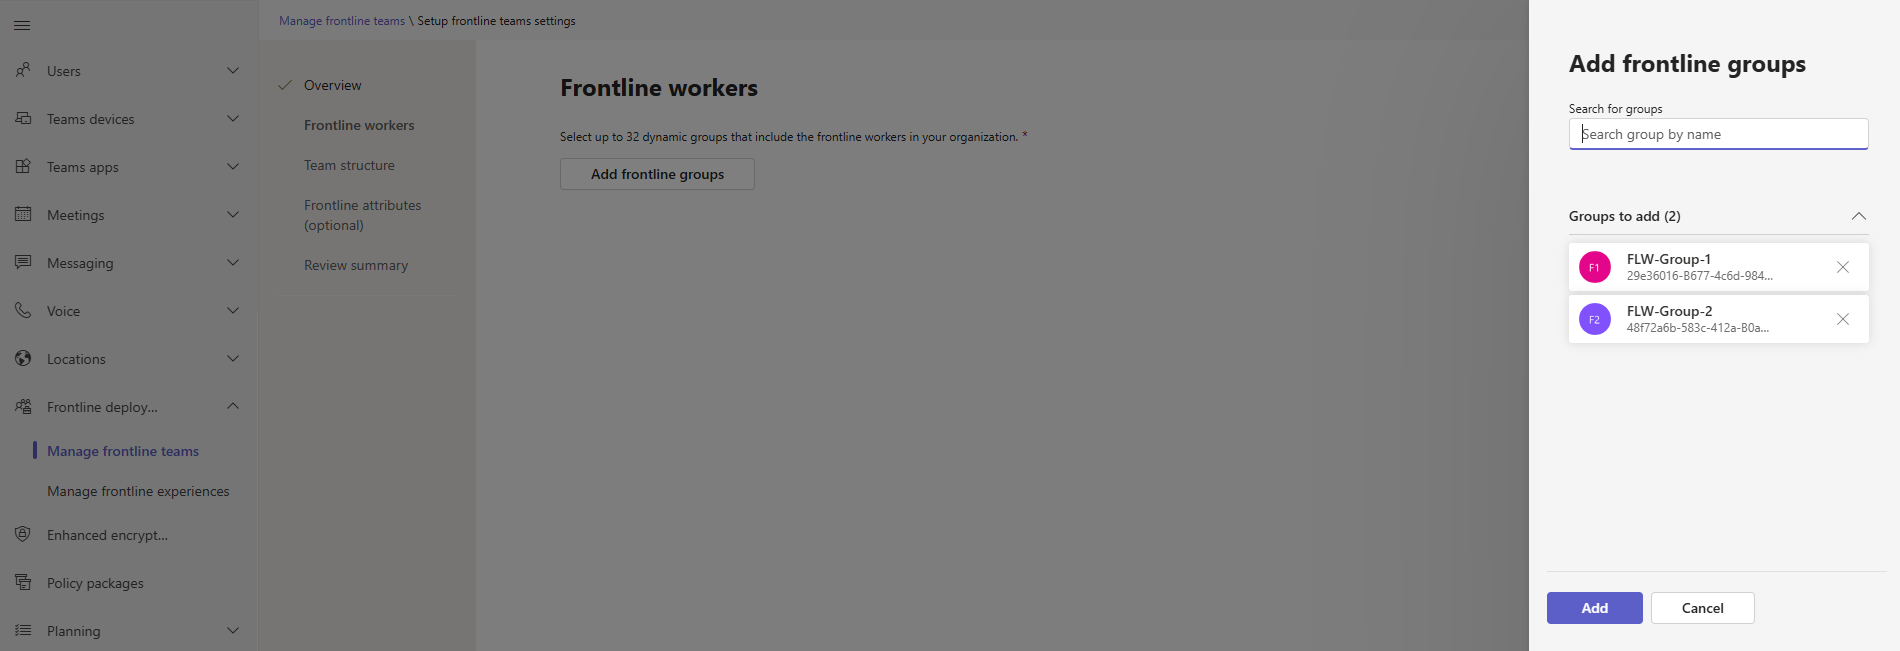 Users
Teams devices
Teams apps
Meetings
Messaging
Voice
Locations
Frontline deploy...
Manage frontline teams
Manage frontline experiences
Enhanced encrypt...
Policy packages
Planning
Manage frontline teams \ Setup frontline teams settings
Overview
Frontline workers
Team structure
Frontline attributes
(optional)
Review summary
Frontline workers
Select up to 32 dynamic groups that include the frontline workers in your organization. *
Add frontline groups
Add frontline groups
Search for groups
Search group by name
Groups to add (2)
F1
FLW-Group-1
29e36016-B677-4c6d-984...
F2
FLW-Group-2
48f72a6b-583c-412a-B0a...
Add
Cancel